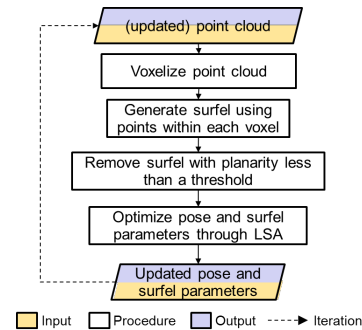 (updated) point cloud
Voxelize point cloud
Generate surfel using
points within each voxel
Remove surfel with planarity less
than a threshold
Optimize pose and surfel
parameters through LSA
Updated pose and
surfel parameters
Input Procedure Output Iteration